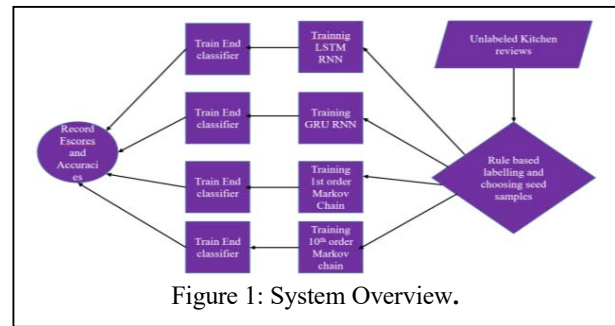 Train End
classifier
Trainnig
LSTM
RNN
Unlabeled Kitchen
reviews
Train End
classifier
Training
GRU RNN
Record
Escores
and
Accuraci
es
Rule based
labelling and
choosing seed
samples
Train End
classifier
Training 1st order
Markov
Chain
Train End
classifier
Training
10th order
Markov
chain
Figure 1: System Overview.